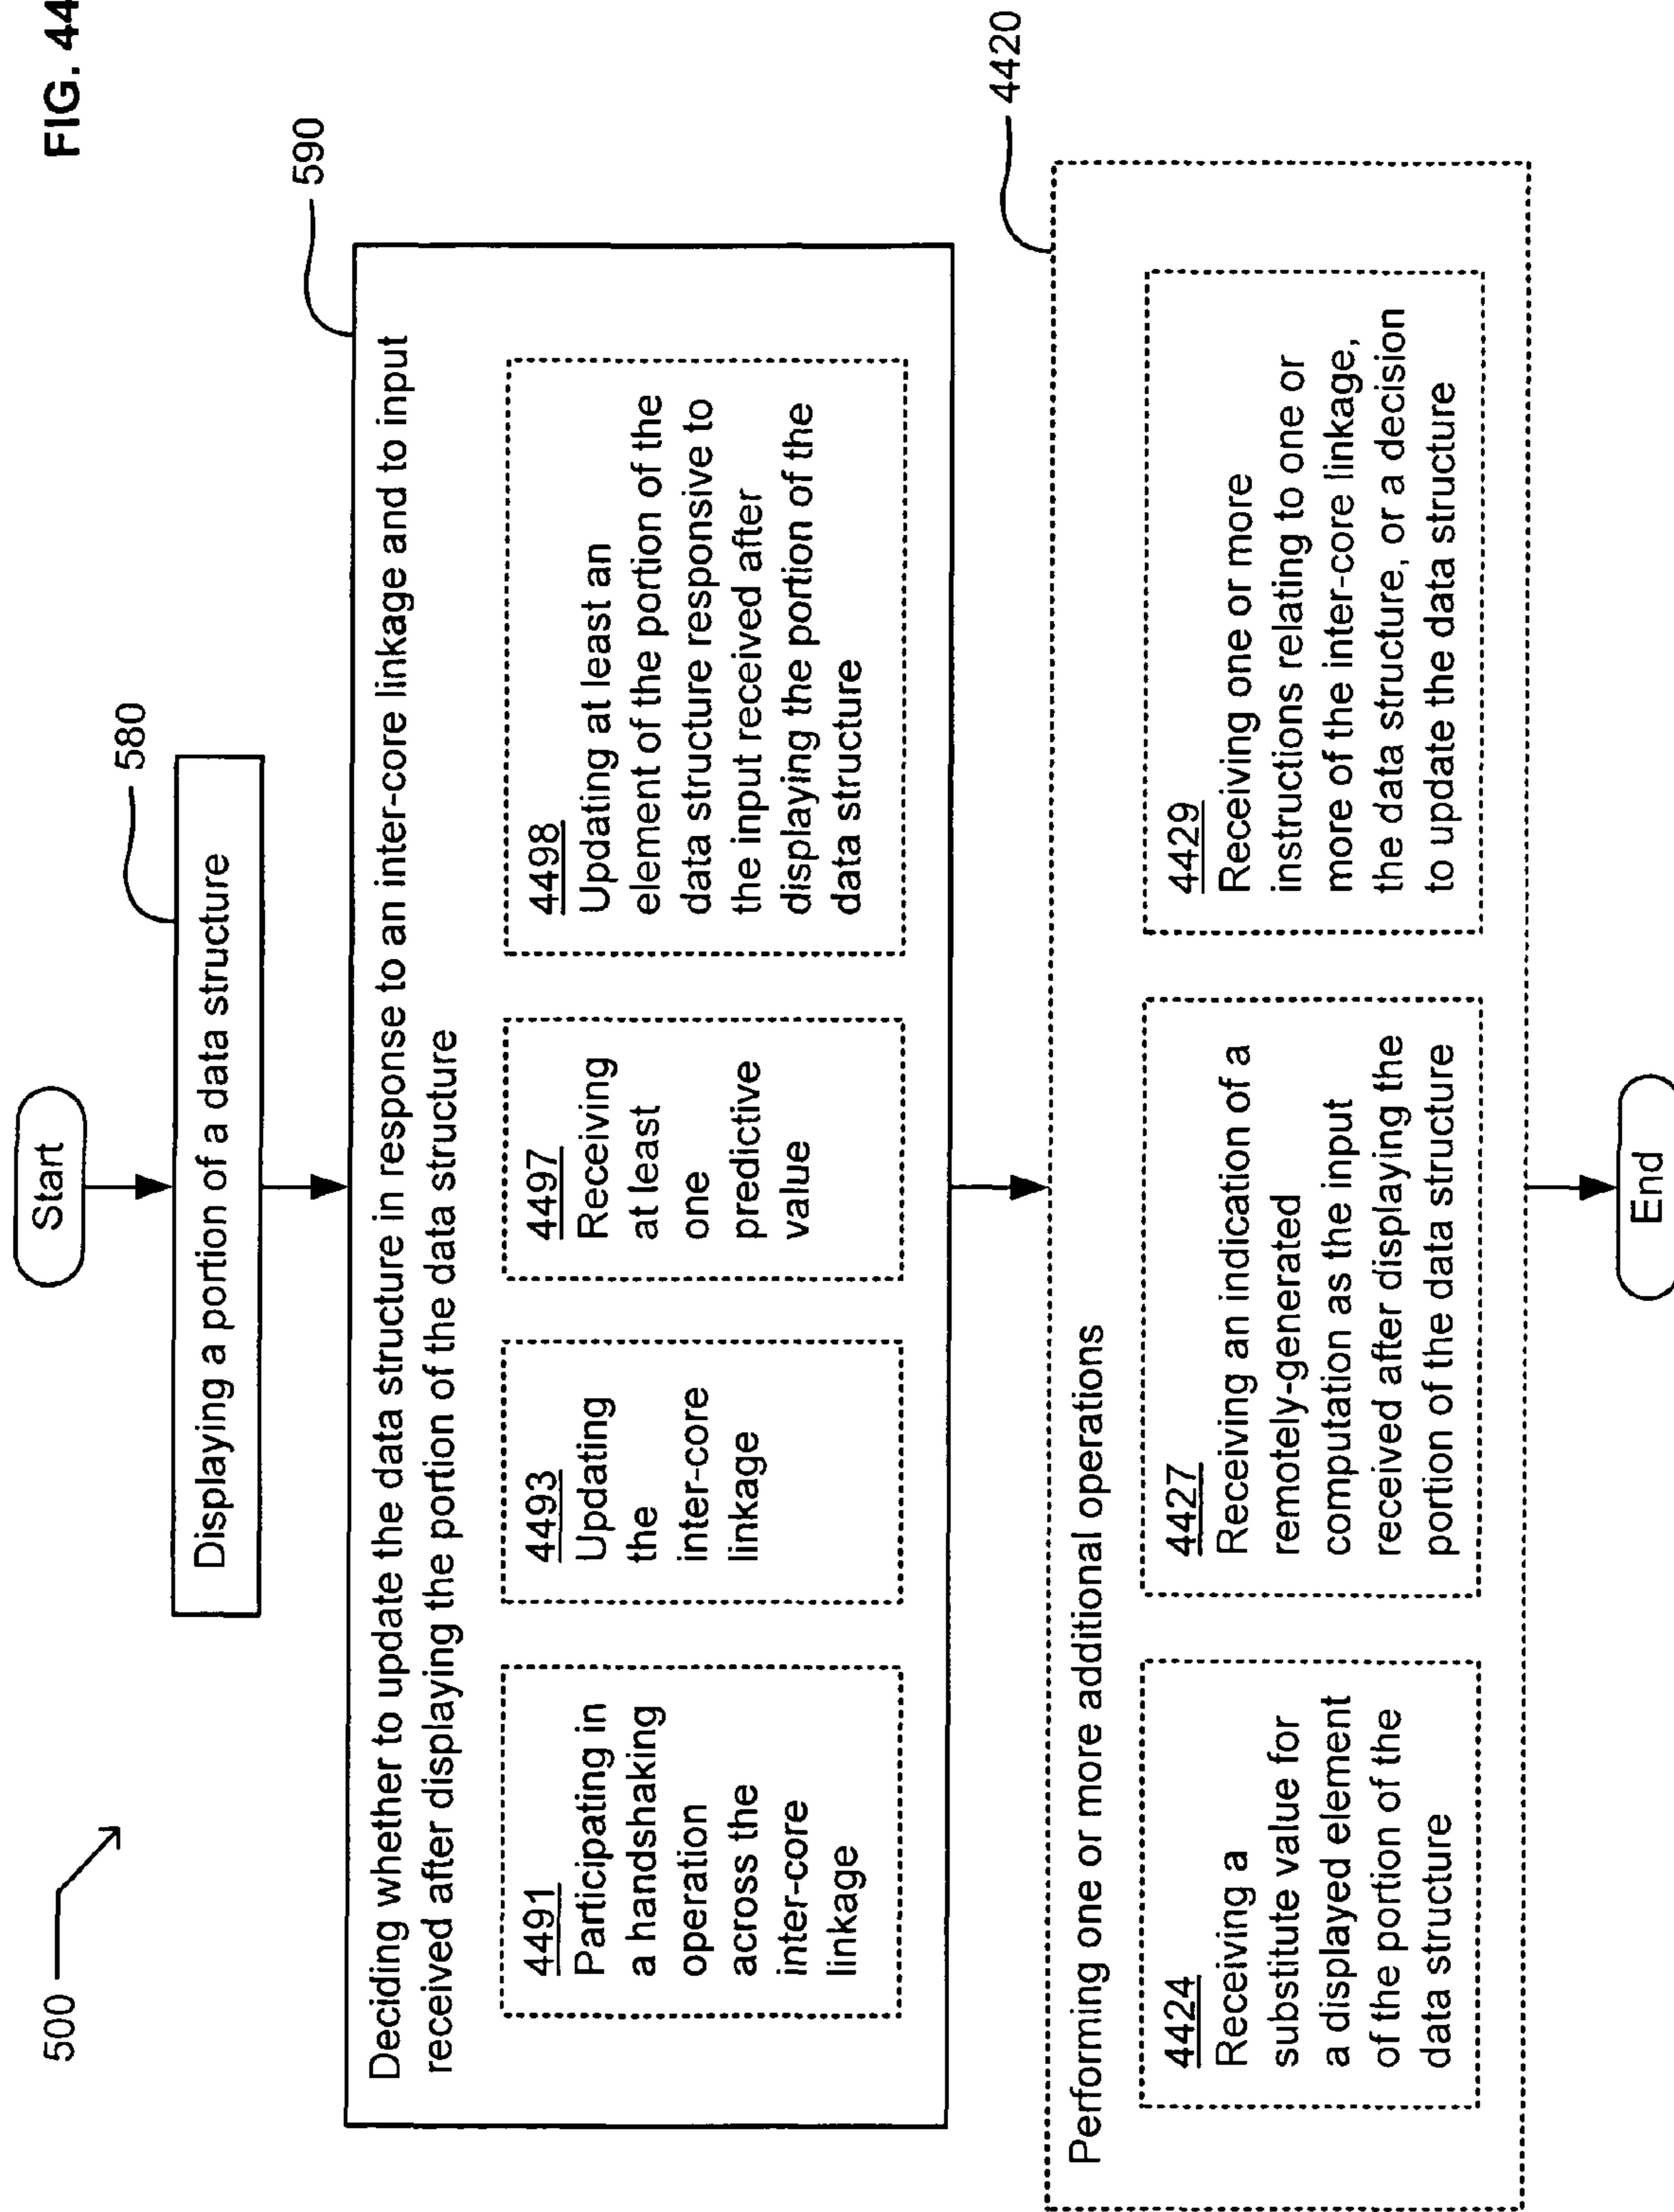 FIG. 44
500
Start
580
Displaying a portion of a data structure
590
Deciding whether to update the data structure in response to an inter-core linkage and to input
received after displaying the portion of the data structure
4491
Participating in
a handshaking
operation
across the
inter-core
linkage
4493
Updating
the
inter-core
linkage
4497
Receiving
at least
one
predictive
value
4498
Updating at least an
element of the portion of the
data structure responsive to
the input received after
displaying the portion of the
data structure
4420
Performing one or more additional operations
4424
Receiving a
substitute value for
a displayed element
of the portion of the
data structure
4427
Receiving an indication of a
remotely-generated
computation as the input
received after displaying the
portion of the data structure
4429
Receiving one or more
instructions relating to one or
more of the inter-core linkage,
the data structure, or a decision
to update the data structure
End